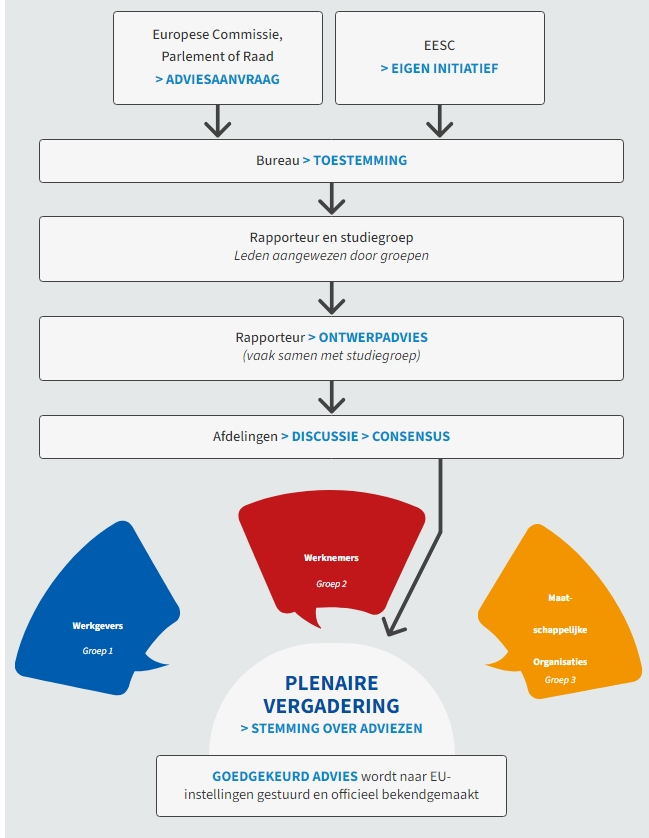 Europese Commissie,
Parlement of Raad
> ADVIESAANVRAAG
EESC
> EIGEN INITIATIEF
Bureau > TOESTEMMING
Rapporteur en studiegroep
Leden aangewezen door groepen
Rapporteur > ONTWERPADVIES
(vaak samen met studiegroep)
Afdelingen > DISCUSSIE > CONSENSUS
Werkgevers
Groep 1
Werknemers
Groep 2
Maat-
schappelijke
Organisaties
Groep 3
PLENAIRE
VERGADERING
> STEMMING OVER ADVIEZEN
GOEDGEKEURD ADVIES wordt naar EU-
instellingen gestuurd en officieel bekendgemaakt